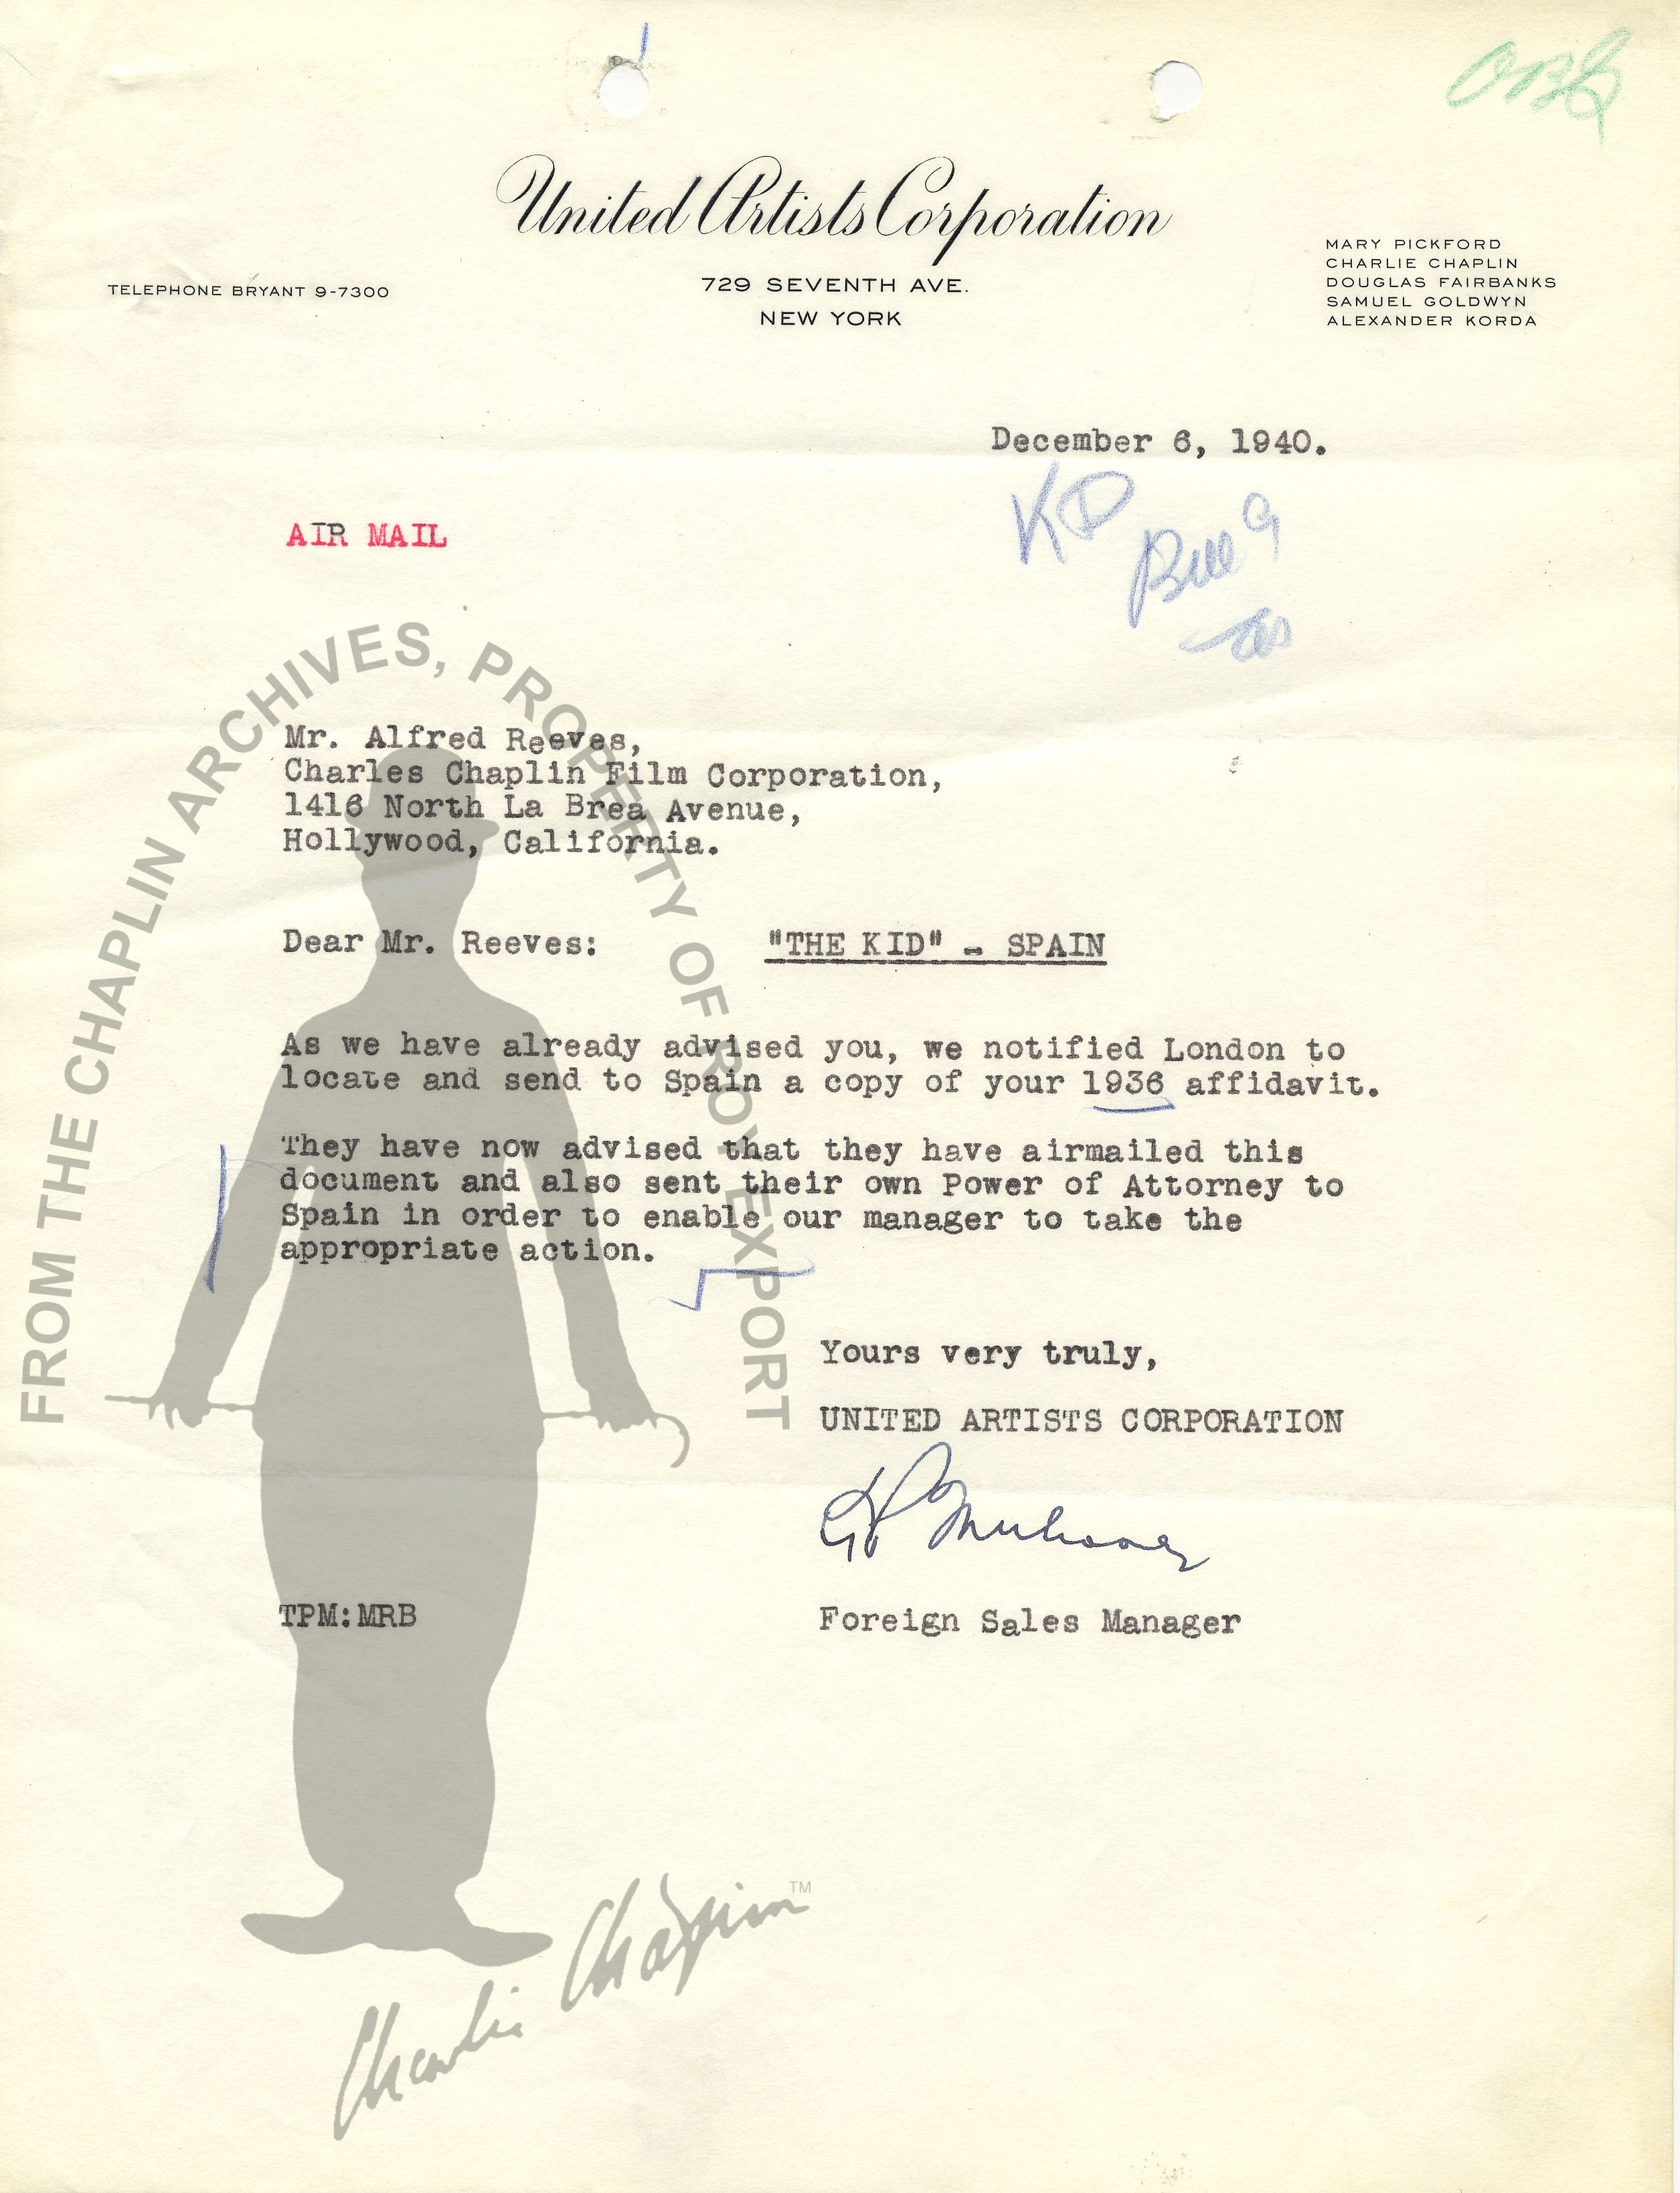 United Artists Corporation
729 SEVENTH AVE.
NEW YORK
TELEPHONE BRYANT 9-7300
MARY PICKFORD
CHARLIE CHAPLIN
DOUGLAS FAIRBANKS
SAMUEL GOLDWYN
ALEXANDER KORDA
December 6, 1940.
KD
AIR MAIL
Mr. Alfred Reeves,
Charles Chaplin Film Corporation,
1416 North La Brea Avenue,
Hollywood, California.
Dear Mr. Reeves: "THE KID" - SPAIN
As we have already advised you, we notified London to
locate and send to Spain a copy of your 1936 affidavit.
They have now advised that they have airmailed this
document and also sent their own Power of Attorney to
Spain in order to enable our manager to take the
appropriate action.
Yours very truly,
UNITED ARTISTS CORPORATION
TPM:MRB Foreign Sales Manager
FROM THE CHAPLIN ARCHIVES, PROPERTY OF ROY EXPORT
Charlie Chaplin TM